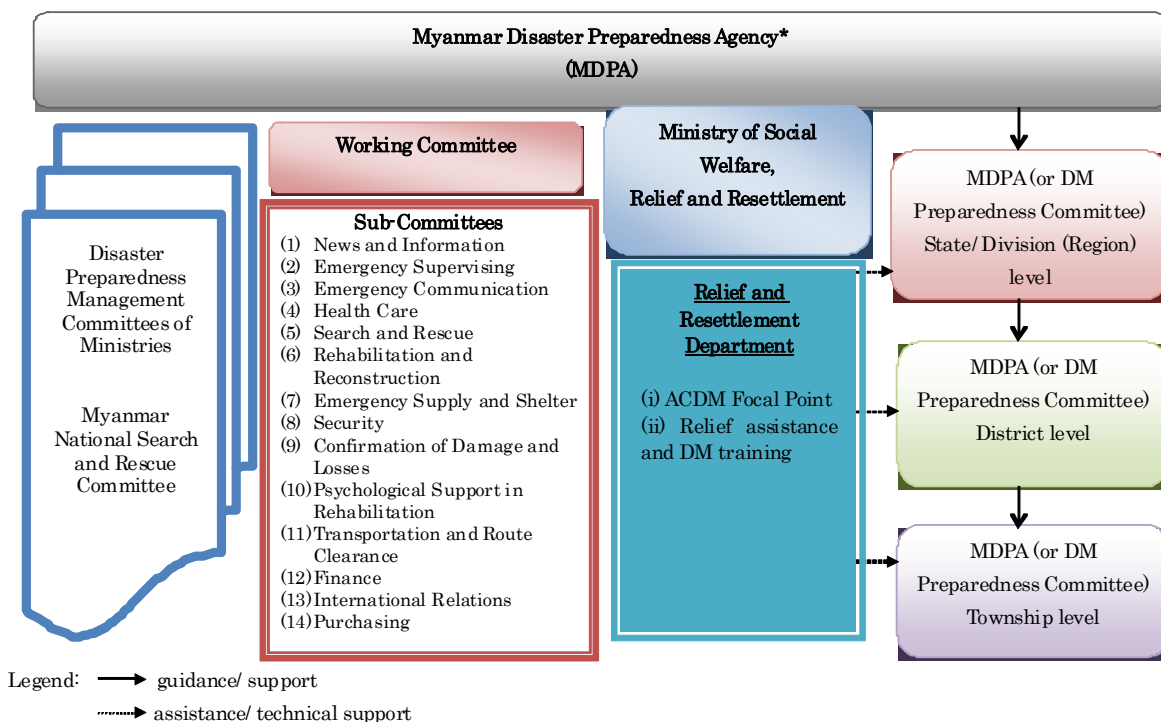 Myanmar Disaster Preparedness Agency*
(MDPA)
Disaster
Preparedness
Management
Committees of
Ministries
Myanmar
National Search
and Rescue
Committee
Working Committee
Sub-Committees
(1) News and Information
(2) Emergency Supervising
(3) Emergency Communication
(4) Health Care
(5) Search and Rescue
(6) Rehabilitation and
Reconstruction
(7) Emergency Supply and Shelter
(8) Security
(9) Confirmation of Damage and
Losses
(10) Psychological Support in
Rehabilitation
(11) Transportation and Route
Clearance
(12) Finance
(13) International Relations
(14) Purchasing
Ministry of Social
Welfare,
Relief and Resettlement
Relief and
Resettlement
Department
(i) ACDM Focal Point
(ii) Relief assistance
and DM training
MDPA (or DM
Preparedness Committee)
State/ Division (Region)
level
MDPA (or DM
Preparedness Committee)
District level
MDPA (or DM
Preparedness Committee)
Township level
Legend:
guidance/ support
assistance/ technical support